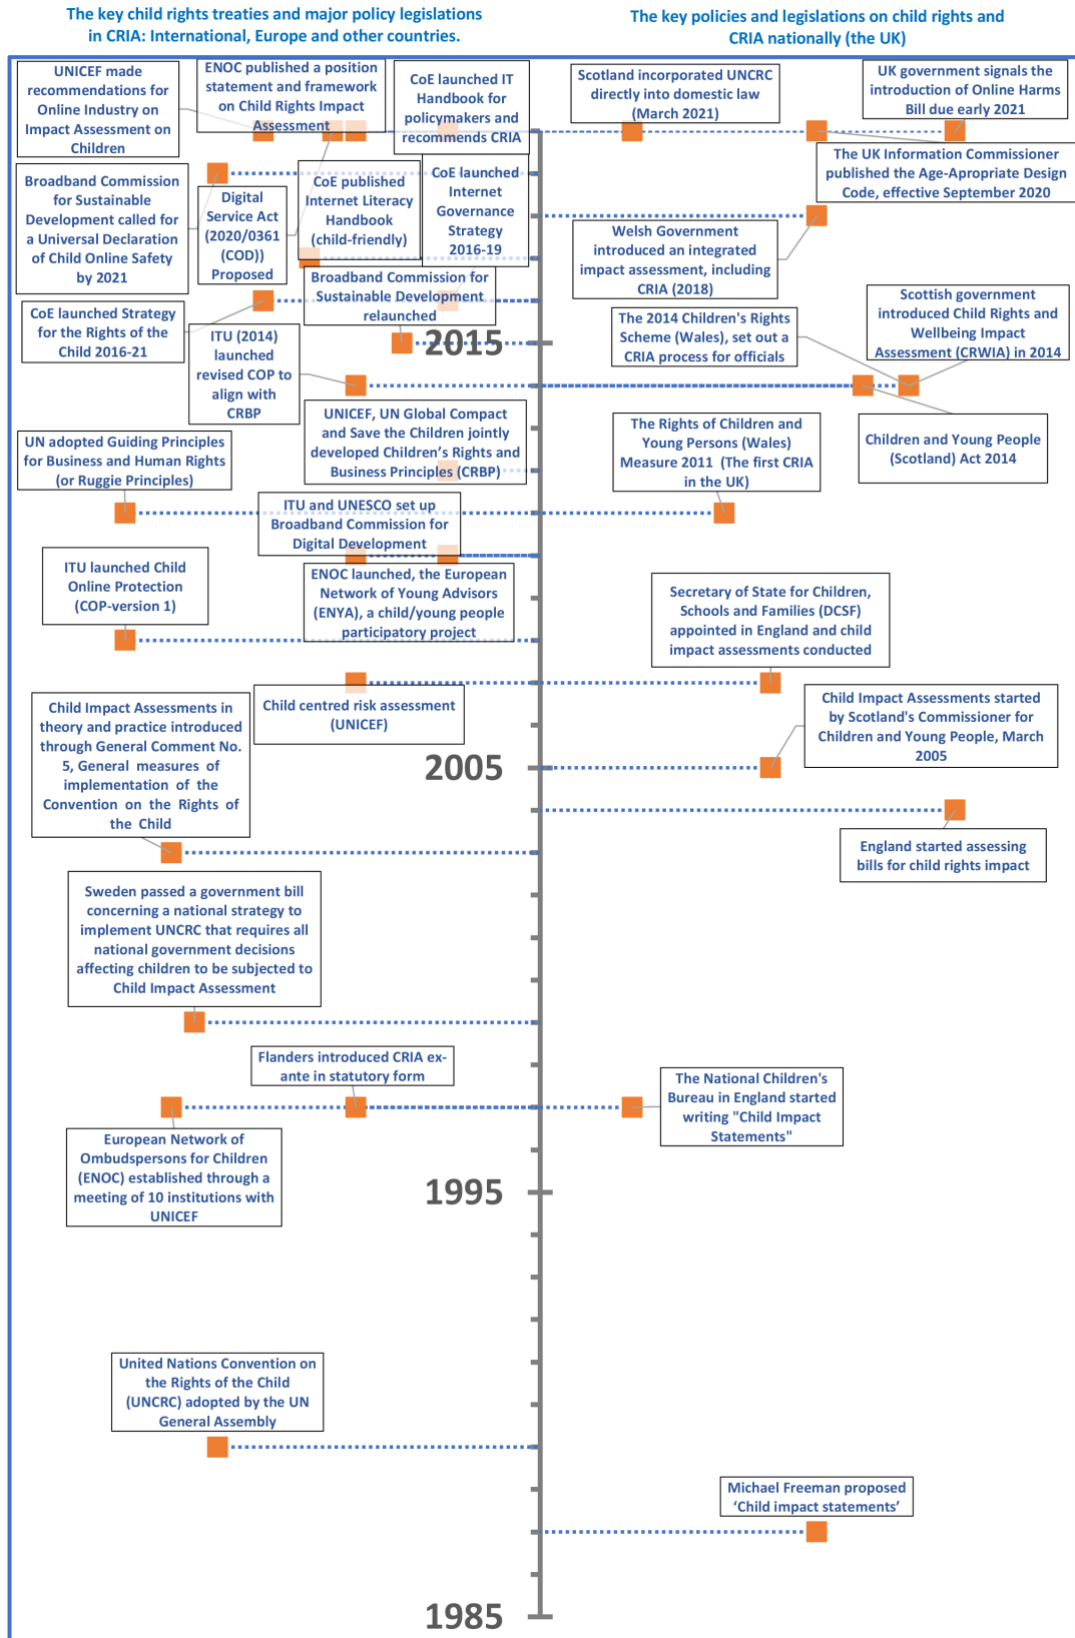 The key child rights treaties and major policy legislations
in CRIA: International, Europe and other countries.
The key policies and legislations on child rights and
CRIA nationally (the UK)
UNICEF made
recommendations for
Online Industry on
Impact Assessment on
Children
ENOC published a position
statement and framework
on Child Rights Impact
Assessment
CoE launched IT
Handbook for
policymakers and
recommends CRIA
Scotland incorporated UNCRC
directly into domestic law
(March 2021)
UK government signals the
introduction of Online Harms
Bill due early 2021
The UK Information Commissioner
published the Age-Apropriate Design
Code, effective September 2020
Broadband Commission
for Sustainable
Development called for
a Universal Declaration
of Child Online Safety
by 2021
Digital
Service Act
(2020/0361
(COD))
Proposed
CoE published
Internet Literacy
Handbook
(child-friendly)
CoE launched
Internet
Governance
Strategy
2016-19
Welsh Government
introduced an integrated
impact assessment, including
CRIA (2018)
Broadband Commission for
Sustainable Development
relaunched
CoE launched Strategy
for the Rights of the
Child 2016-21
ITU (2014)
launched
revised COP to
align with
CRBP
2015
The 2014 Children's Rights
Scheme (Wales), set out a
CRIA process for officials
Scottish government
introduced Child Rights and
Wellbeing Impact
Assessment (CRWIA) in 2014
UNICEF, UN Global Compact
and Save the Children jointly
developed Children's Rights and
Business Principles (CRBP)
The Rights of Children and
Young Persons (Wales)
Measure 2011 (The first CRIA
in the UK)
Children and Young People
(Scotland) Act 2014
UN adopted Guiding Principles
for Business and Human Rights
(or Ruggie Principles)
ITU and UNESCO set up
Broadband Commission for
Digital Development
ITU launched Child
Online Protection
(COP-version 1)
ENOC launched, the European
Network of Young Advisors
(ENYA), a child/young people
participatory project
Secretary of State for Children,
Schools and Families (DCSF)
appointed in England and child
impact assessments conducted
Child centred risk assessment
(UNICEF)
Child Impact Assessments in
theory and practice introduced
through General Comment No.
5, General measures of
implementation of the
Convention on the Rights of
the Child
Child Impact Assessments started
by Scotland's Commissioner for
Children and Young People, March
2005
2005
England started assessing
bills for child rights impact
Sweden passed a government bill
concerning a national strategy to
implement UNCRC that requires all
national government decisions
affecting children to be subjected to
Child Impact Assessment
Flanders introduced CRIA ex-
ante in statutory form
The National Children's
Bureau in England started
writing "Child Impact
Statements"
European Network of
Ombudspersons for Children
(ENOC) established through a
meeting of 10 institutions with
UNICEF
1995
United Nations Convention on
the Rights of the Child
(UNCRC) adopted by the UN
General Assembly
Michael Freeman proposed
‘Child impact statements’
1985